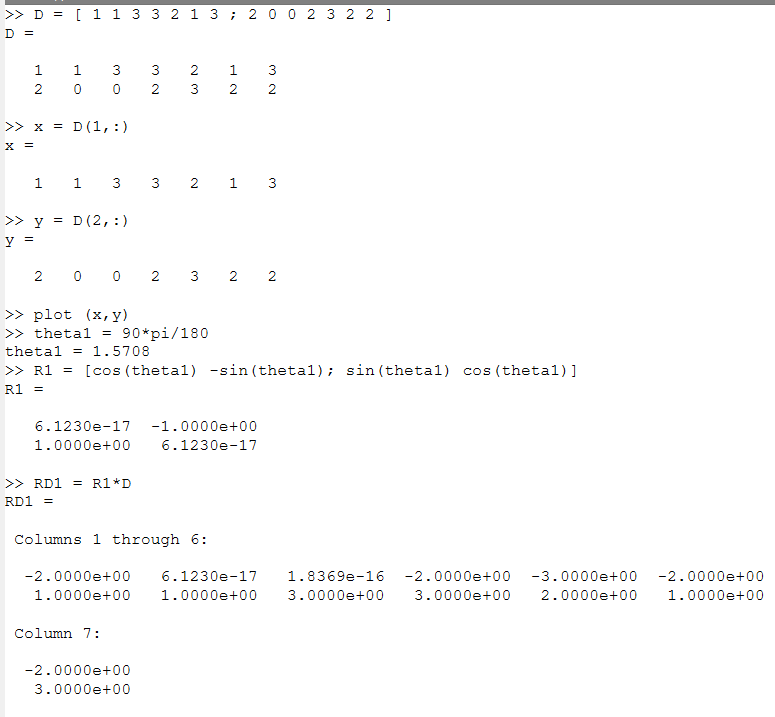 >> D = [ 1 1 3 3 2 1 3 ; 2 0 0 2 3 2 2 ]
D =
1 1 3 3 2 1 3
2 0 0 2 3 2 2
>> x = D(1,:)
x =
1 1 3 3 2 1 3
>> y = D(2,:)
y =
2 0 0 2 3 2 2
>> plot (x,y)
>> theta1 = 90*pi/180
theta1 = 1.5708
>> R1 = [cos(theta1) -sin(theta1); sin(theta1) cos(theta1)]
R1 =
6.1230e-17 -1.0000e+00
1.0000e+00 6.1230e-17
>> RD1 = R1*D
RD1 =
Columns 1 through 6:
-2.0000e+00 6.1230e-17 1.8369e-16 -2.0000e+00 -3.0000e+00 -2.0000e+00
1.0000e+00 1.0000e+00 3.0000e+00 3.0000e+00 2.0000e+00 1.0000e+00
Column 7:
-2.0000e+00
3.0000e+00